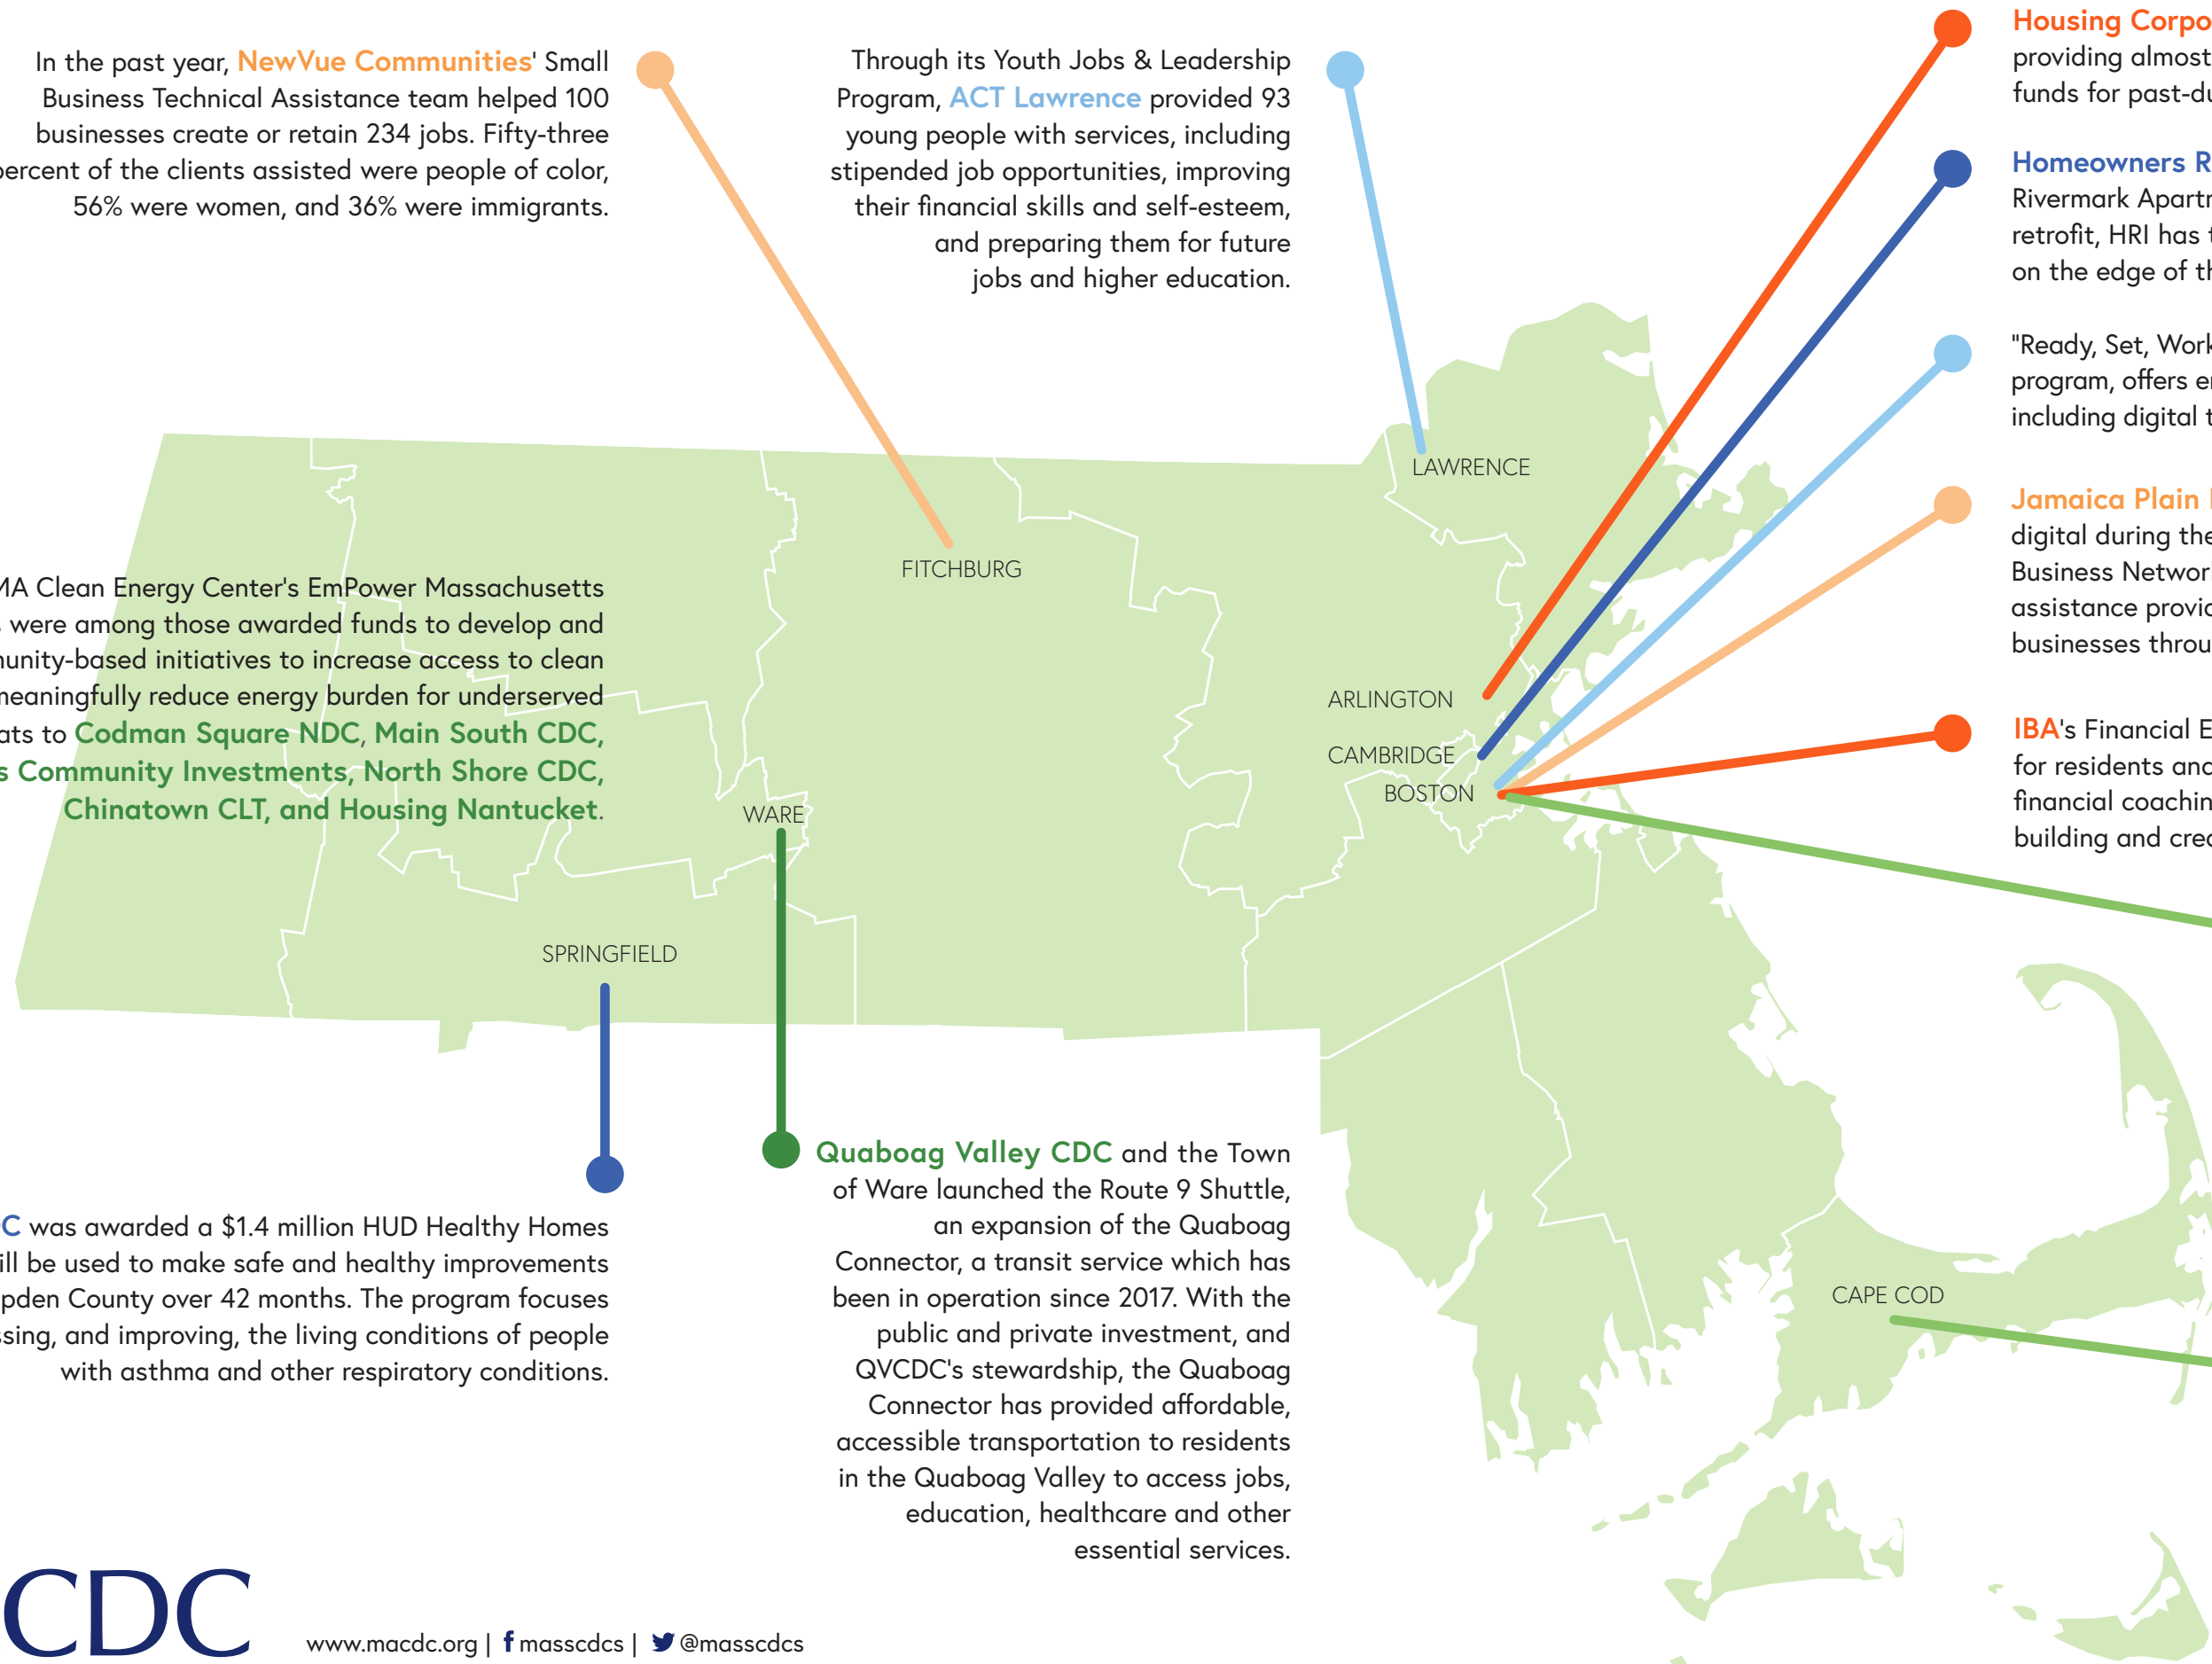 In the past year, NewVue Communities' Small
Business Technical Assistance team helped 100
businesses create or retain 234 jobs. Fifty-three
percent of the clients assisted were people of color,
56% were women, and 36% were immigrants.
Through its Youth Jobs & Leadership
Program, ACT Lawrence provided 93
young people with services, including
stipended job opportunities, improving
their financial skills and self-esteem,
and preparing them for future
jobs and higher education.
Housing Corpo
providing almost
funds for past-du
Homeowners R
Rivermark Apartm
retrofit, HRI has t
on the edge of th
"Ready, Set, Work
program, offers e
including digital t
Jamaica Plain
digital during the
Business Networ
assistance provid
businesses throu
IBA's Financial E
for residents and
financial coachin
building and crea
LAWRENCE
FITCHBURG
ARLINGTON
CAMBRIDGE
BOSTON
WARE
SPRINGFIELD
CAPE COD
MA Clean Energy Center's EmPower Massachusetts
were among those awarded funds to develop and
munity-based initiatives to increase access to clean
meaningfully reduce energy burden for underserved
ats to Codman Square NDC, Main South CDC,
s Community Investments, North Shore CDC,
Chinatown CLT, and Housing Nantucket.
C was awarded a $1.4 million HUD Healthy Homes
ill be used to make safe and healthy improvements
pden County over 42 months. The program focuses
ssing, and improving, the living conditions of people
with asthma and other respiratory conditions.
Quaboag Valley CDC and the Town
of Ware launched the Route 9 Shuttle,
an expansion of the Quaboag
Connector, a transit service which has
been in operation since 2017. With the
public and private investment, and
QVCDC's stewardship, the Quaboag
Connector has provided affordable,
accessible transportation to residents
in the Quaboag Valley to access jobs,
education, healthcare and other
essential services.
CDC
www.macdc.org | f masscdcs | @masscdcs